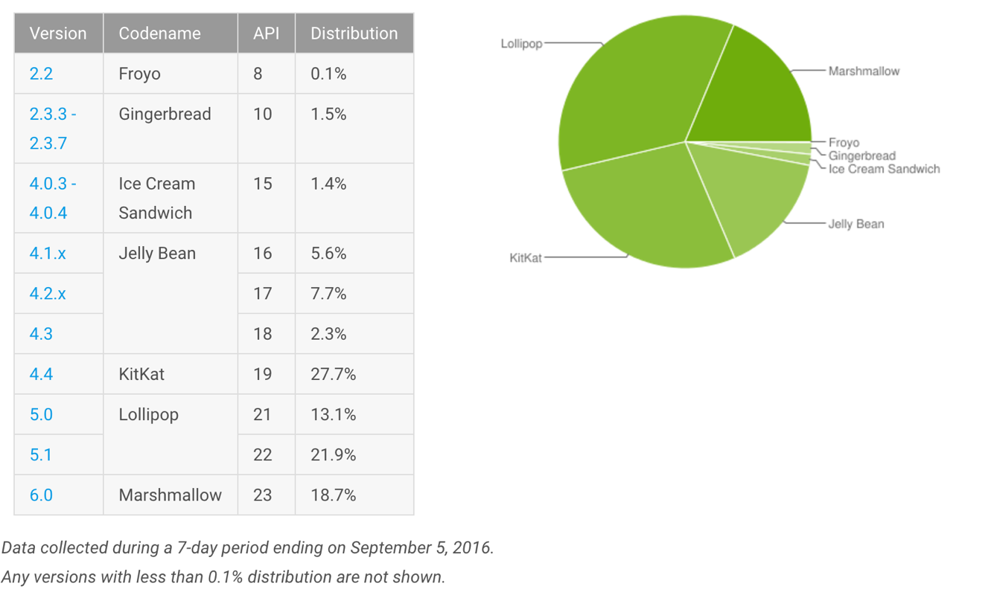 Version Codename API Distribution
2.2 Froyo 8 0.1%
2.3.3 - Gingerbread 10 1.5%
2.3.7
4.0.3 - Ice Cream 15 1.4%
4.0.4 Sandwich
4.1.x Jelly Bean 16 5.6%
4.2.x 17 7.7%
4.3 18 2.3%
4.4 KitKat 19 27.7%
5.0 Lollipop 21 13.1%
5.1 22 21.9%
6.0 Marshmallow 23 18.7%
Lollipop
Marshmallow
Froyo
Gingerbread
Ice Cream Sandwich
Jelly Bean
KitKat
Data collected during a 7-day period ending on September 5, 2016.
Any versions with less than 0.1% distribution are not shown.